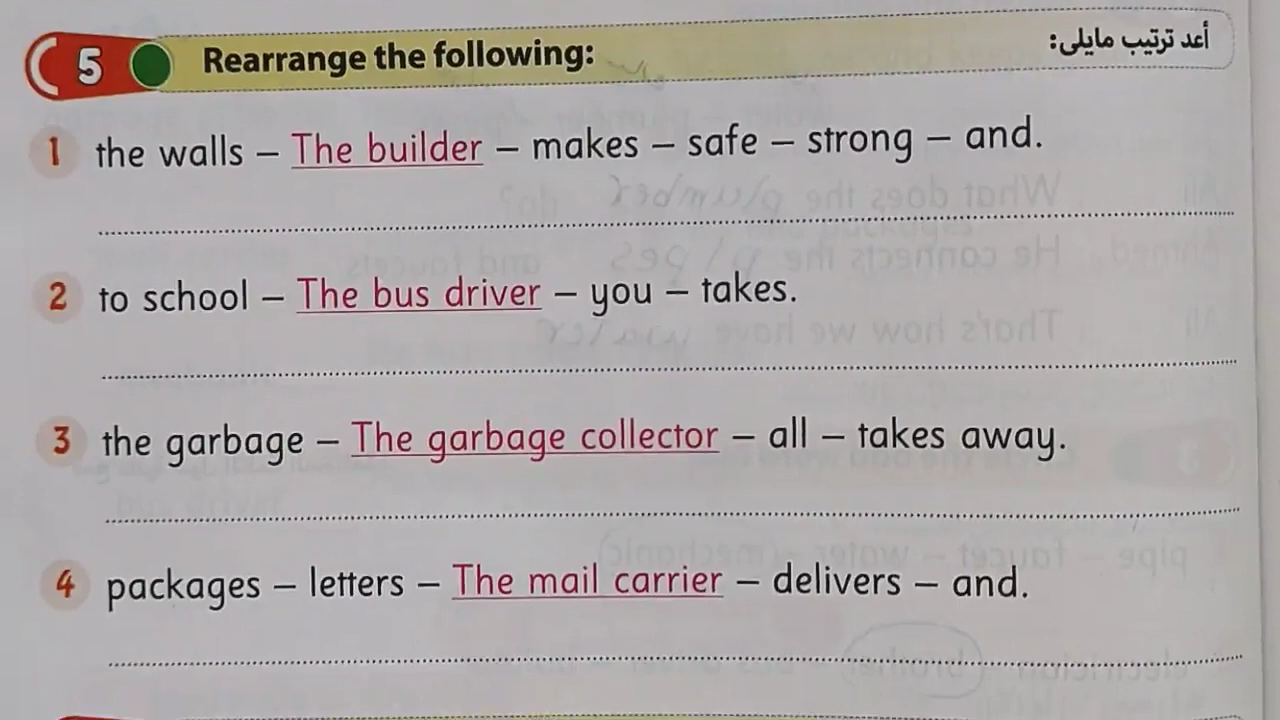 5 Rearrange the following: أعد ترتيب مايلى:
1 the walls – The builder – makes – safe – strong – and.
2 to school – The bus driver – you – takes.
3 the garbage – The garbage collector – all – takes away.
4 packages – letters – The mail carrier – delivers – and.